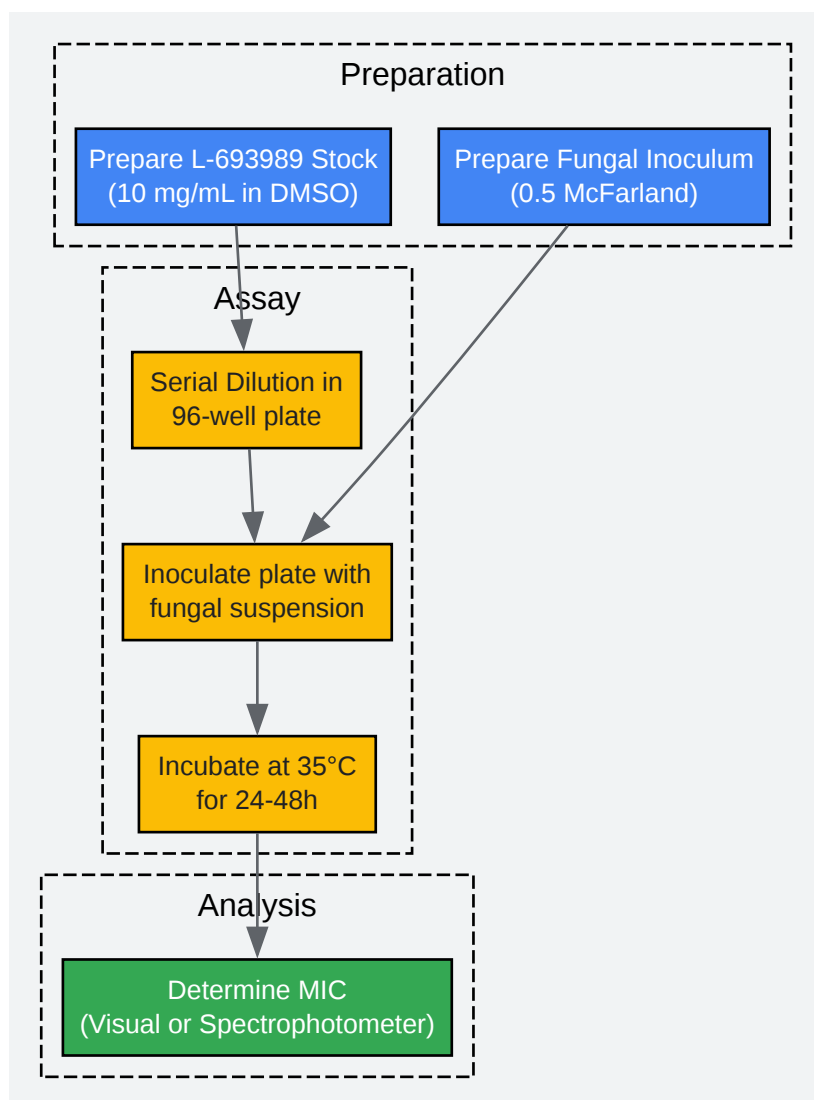 Preparation
Prepare L-693989 Stock
(10 mg/mL in DMSO)
Prepare Fungal Inoculum
(0.5 McFarland)
Assay
Serial Dilution in
96-well plate
Inoculate plate with
fungal suspension
Incubate at 35°C
for 24-48h
Analysis
Determine MIC
(Visual or Spectrophotometer)